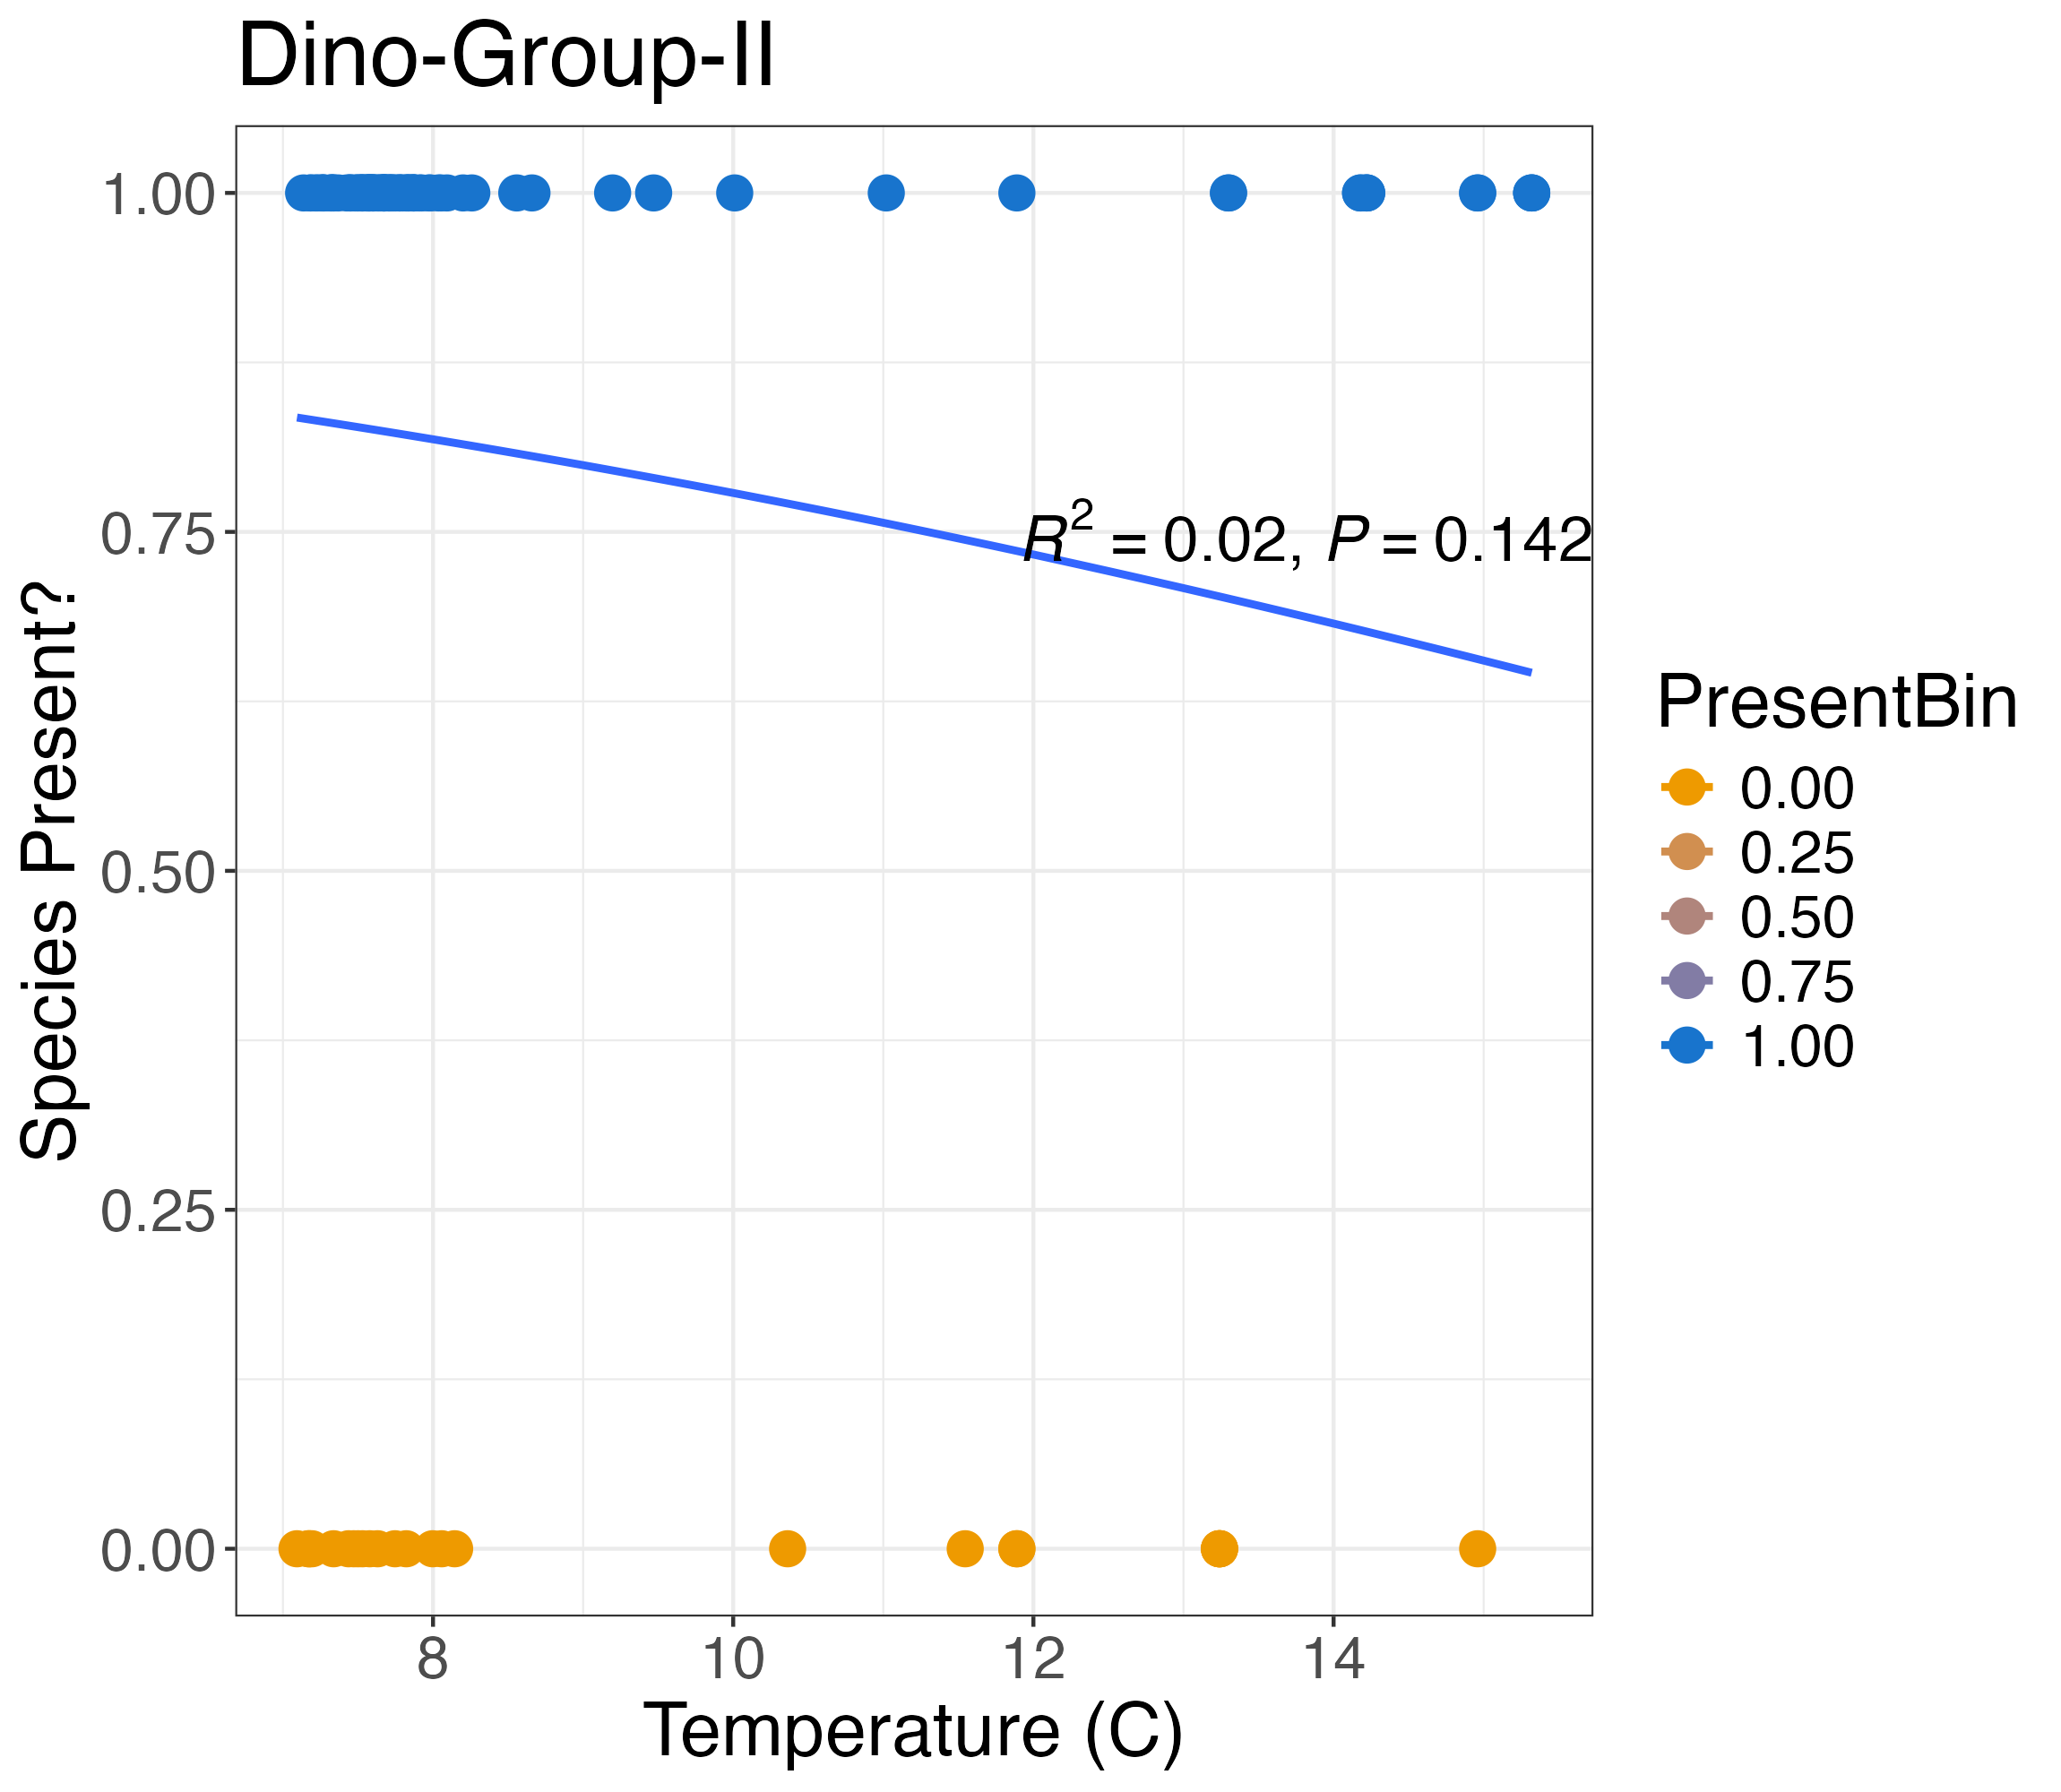 Dino-Group-II
1.00
0.75
0.50
0.25
0.00
Species Present?
R² = 0.02, P = 0.142
8 10 12 14
Temperature (C)
PresentBin
0.00
0.25
0.50
0.75
1.00